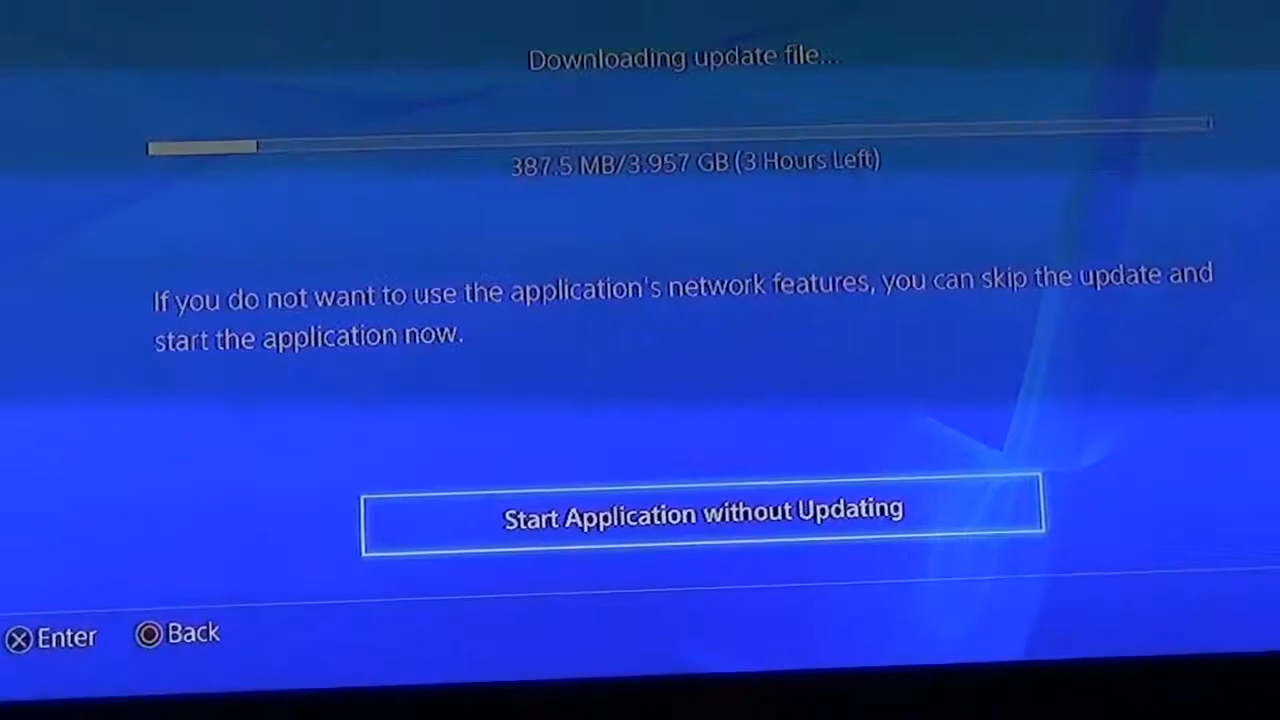 Downloading update file...
387.5 MB/3.957 GB (3 Hours Left)
If you do not want to use the application's network features, you can skip the update and
start the application now.
Start Application without Updating
Enter Back